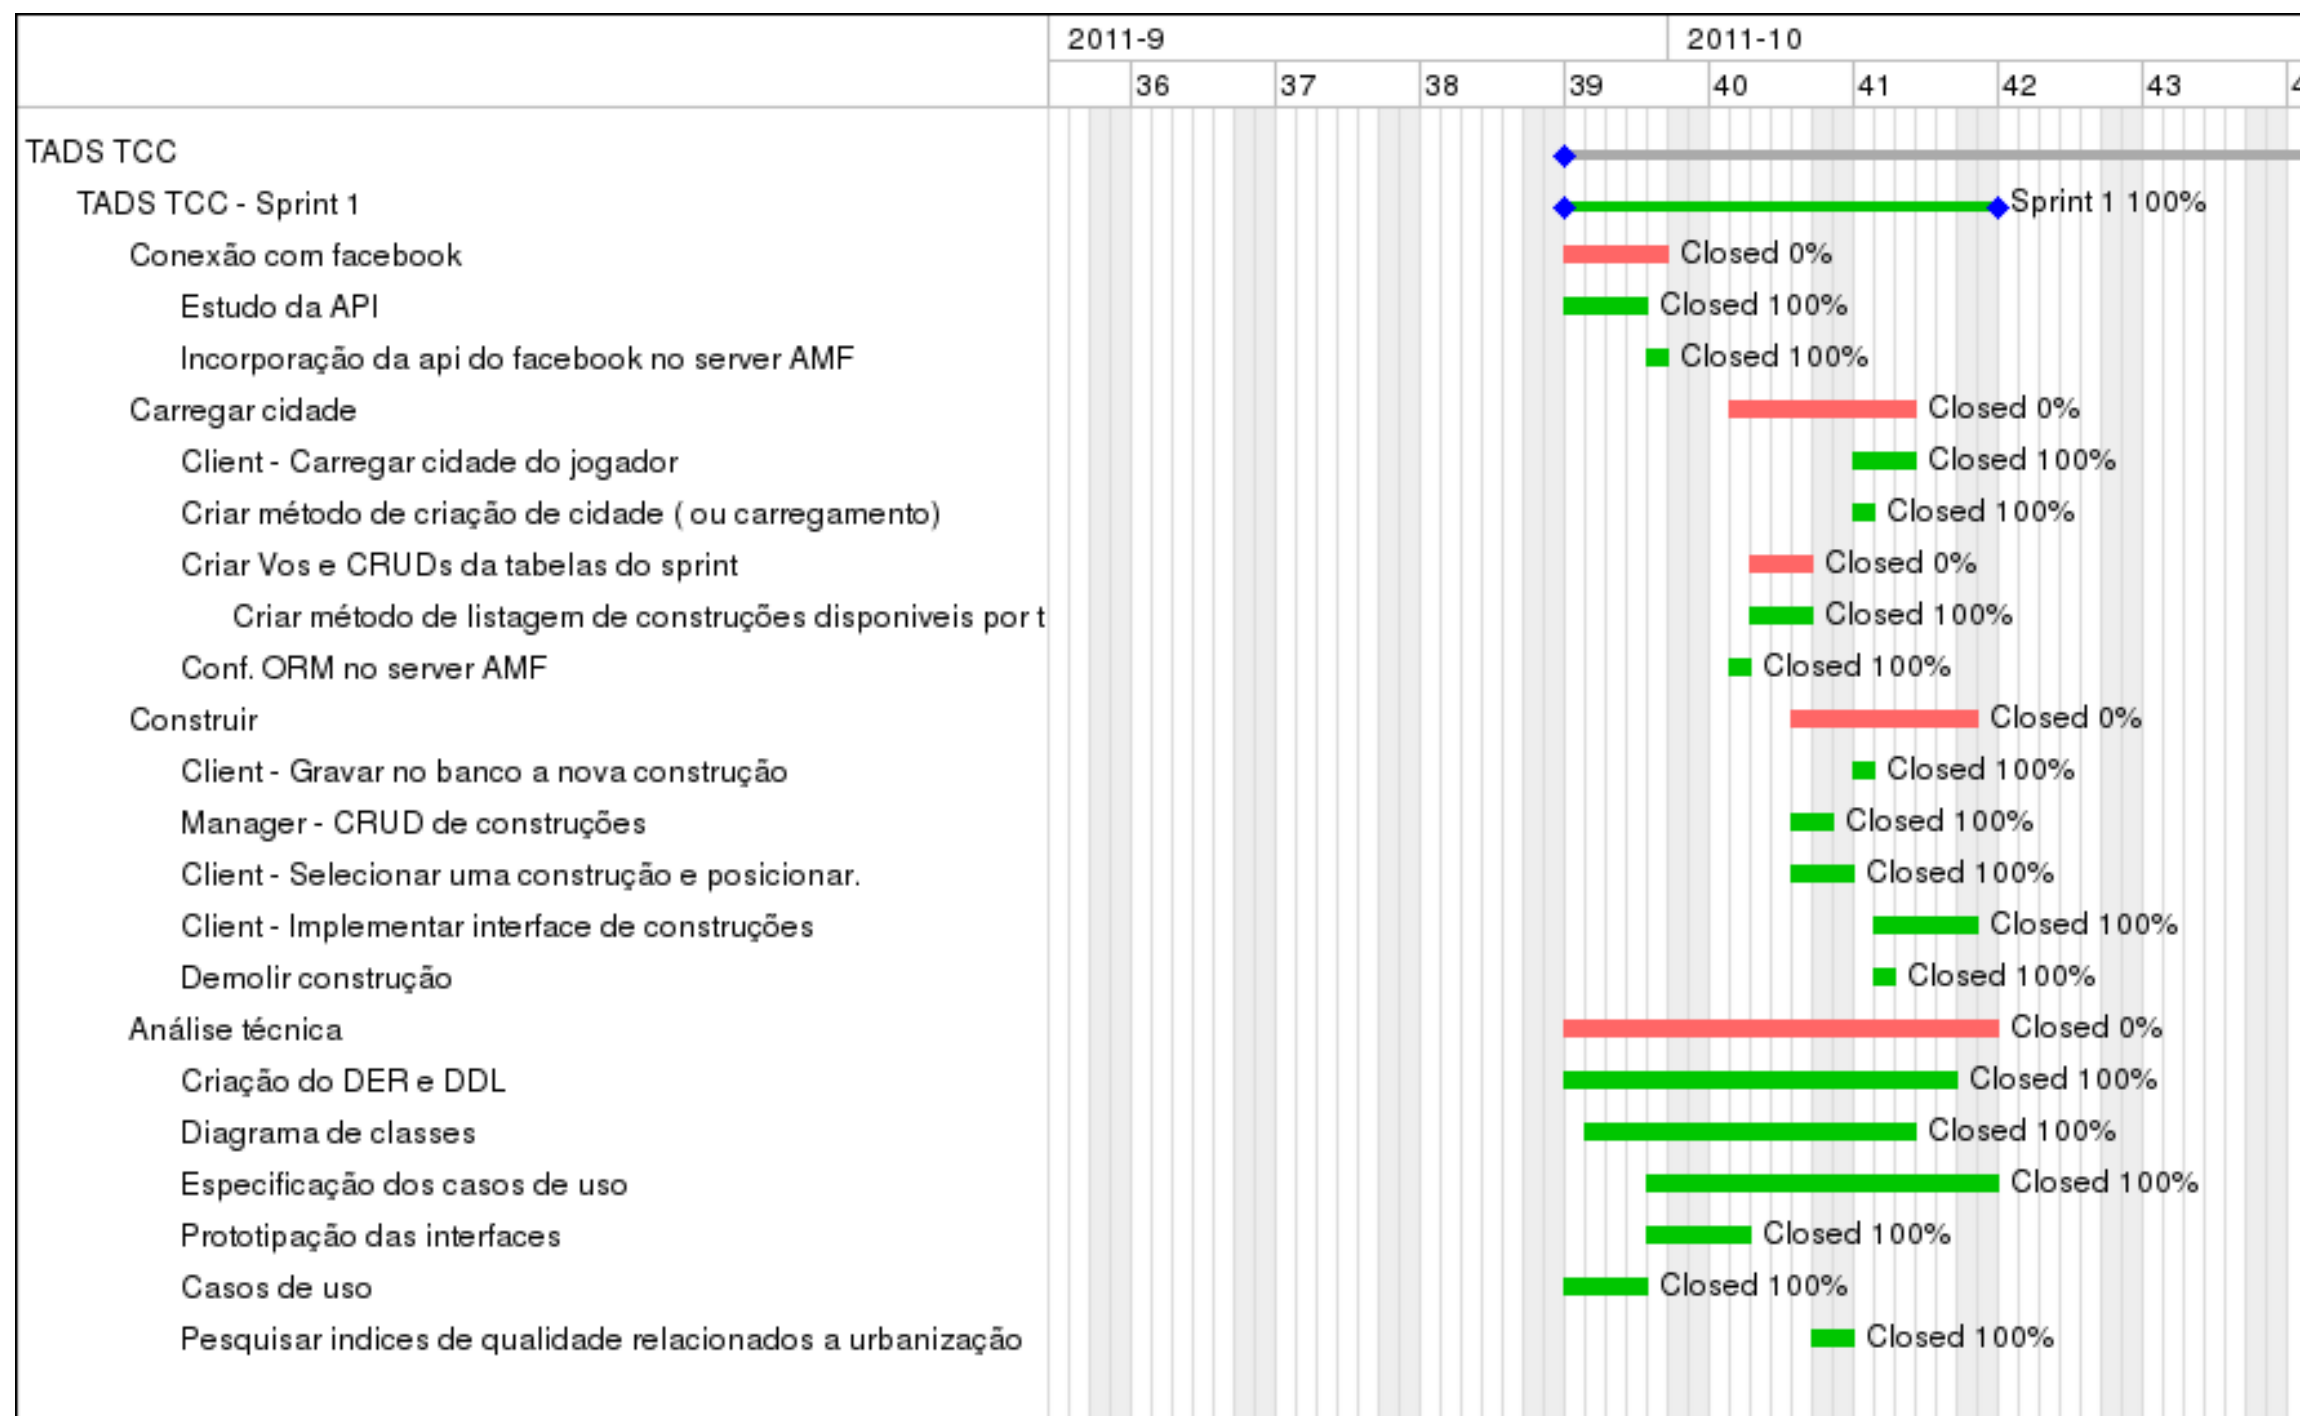 2011-9 2011-10
36 37 38 39 40 41 42 43 4
TADS TCC
TADS TCC - Sprint 1 Sprint 1 100%
Conexão com facebook Closed 0%
Estudo da API Closed 100%
Incorporação da api do facebook no server AMF Closed 100%
Carregar cidade Closed 0%
Client - Carregar cidade do jogador Closed 100%
Criar método de criação de cidade ( ou carregamento) Closed 100%
Criar Vos e CRUDs da tabelas do sprint Closed 0%
Criar método de listagem de construções disponiveis por t Closed 100%
Conf. ORM no server AMF Closed 100%
Construir Closed 0%
Client - Gravar no banco a nova construção Closed 100%
Manager - CRUD de construções Closed 100%
Client - Selecionar uma construção e posicionar. Closed 100%
Client - Implementar interface de construções Closed 100%
Demolir construção Closed 100%
Análise técnica Closed 0%
Criação do DER e DDL Closed 100%
Diagrama de classes Closed 100%
Especificação dos casos de uso Closed 100%
Prototipação das interfaces Closed 100%
Casos de uso Closed 100%
Pesquisar indices de qualidade relacionados a urbanização Closed 100%